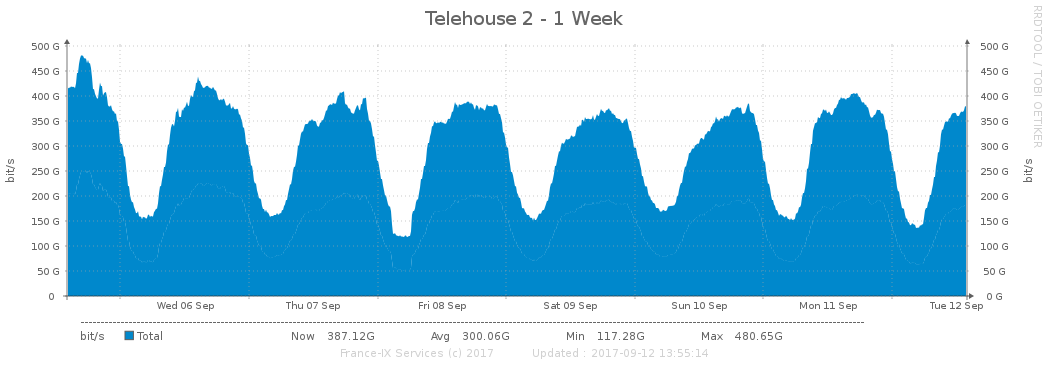 Telehouse 2 - 1 Week
RRDTOOL / TOBI OETIKER
500 G 500 G
450 G 450 G
400 G 400 G
350 G 350 G
300 G 300 G
250 G 250 G
200 G 200 G
150 G 150 G
100 G 100 G
50 G 50 G
0 0 G
bit/s bit/s
Wed 06 Sep Thu 07 Sep Fri 08 Sep Sat 09 Sep Sun 10 Sep Mon 11 Sep Tue 12 Sep
bit/s Total Now 387.12G Avg 300.06G Min 117.28G Max 480.65G
France-IX Services (c) 2017 Updated : 2017-09-12 13:55:14